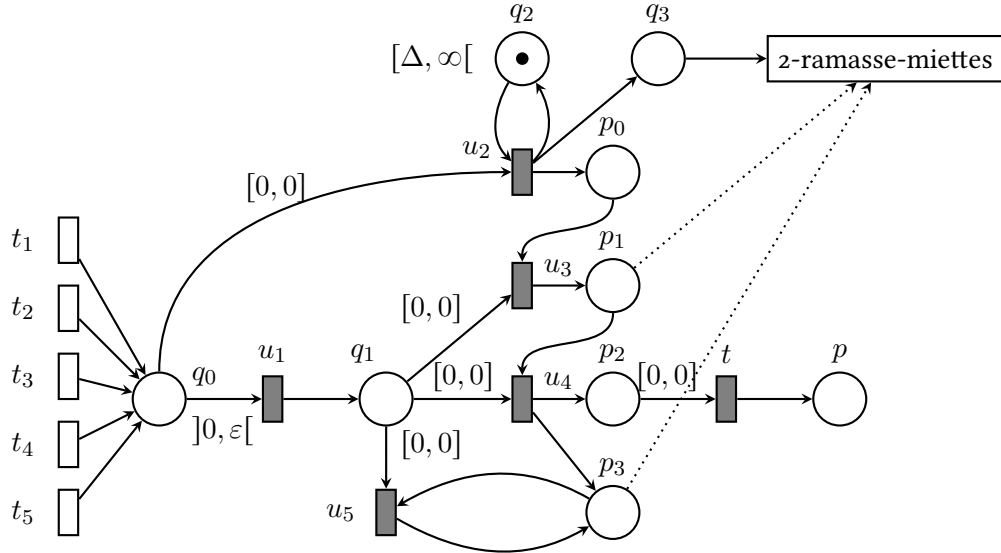 q2
q3
[Δ, ∞[
2-ramasse-miettes
p0
u2
[0, 0]
p1
t1
u3
t2
[0, 0]
u1
q1
p2
t
p
t3
q0
[0, 0]
u4
[0, 0]
]0, ε[
[0, 0]
t4
p3
t5
u5